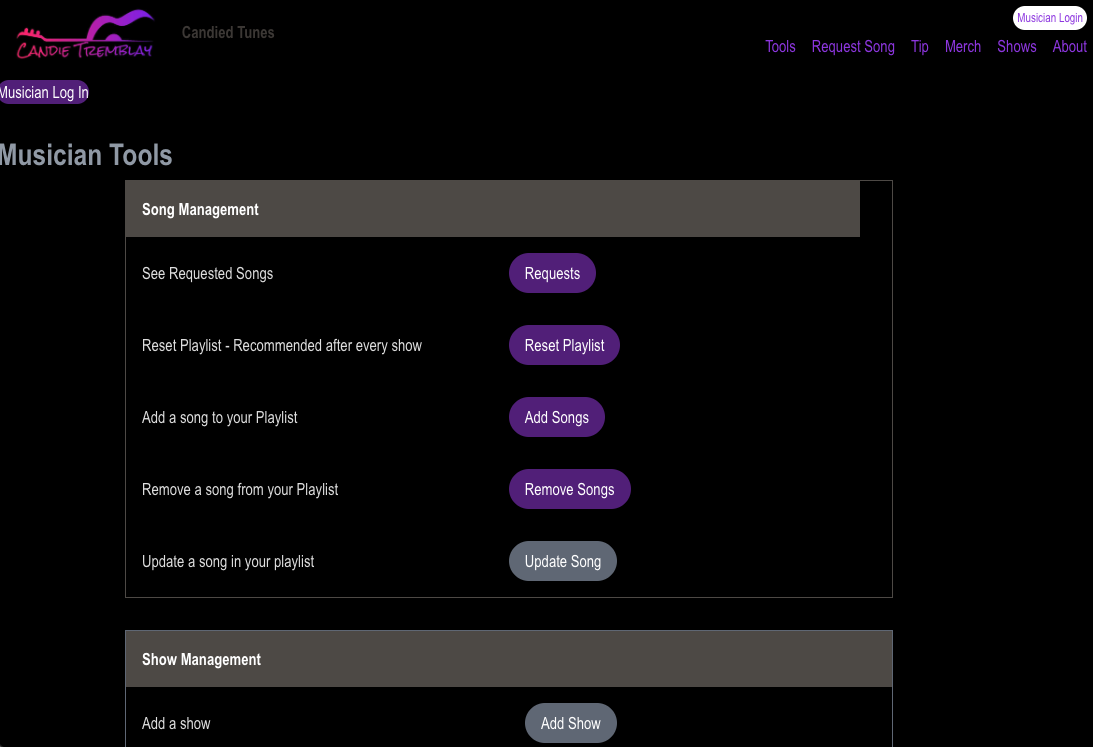 CANDIE TREMBLAY
Candied Tunes
Musician Login
Tools Request Song Tip Merch Shows About
Musician Log In
Musician Tools
Song Management
See Requested Songs Requests
Reset Playlist - Recommended after every show Reset Playlist
Add a song to your Playlist Add Songs
Remove a song from your Playlist Remove Songs
Update a song in your playlist Update Song
Show Management
Add a show Add Show